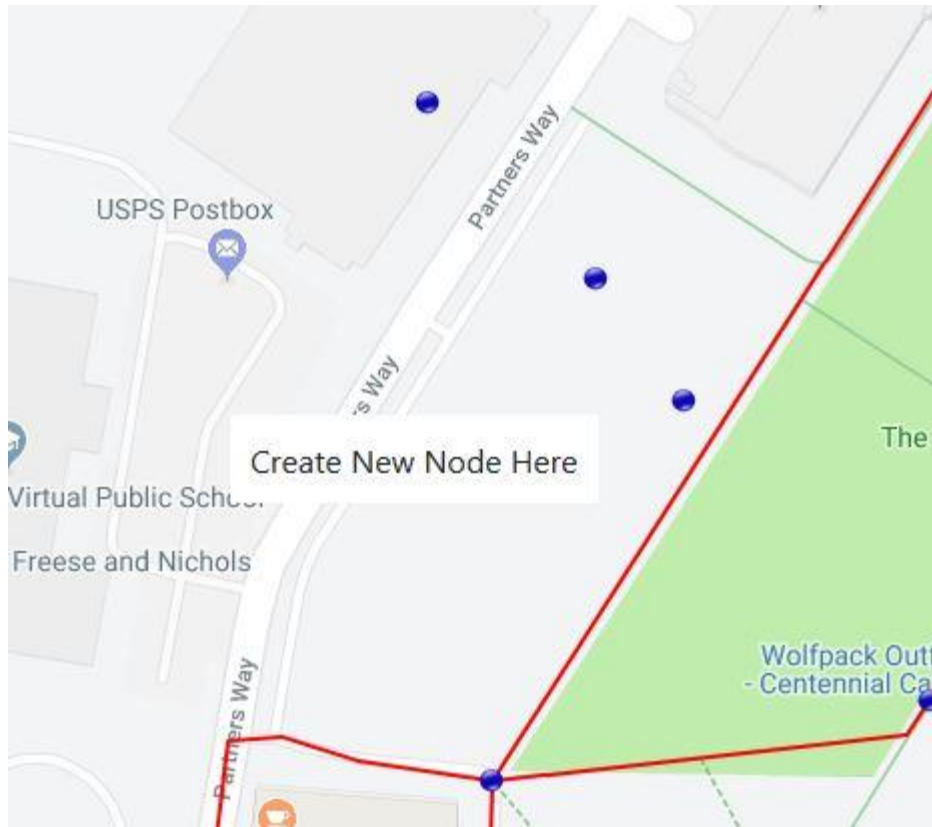 Partners Way
USPS Postbox
s Way
The
Create New Node Here
Virtual Public School
Freese and Nichols
Wolfpack Out
- Centennial Ca
Partners Way